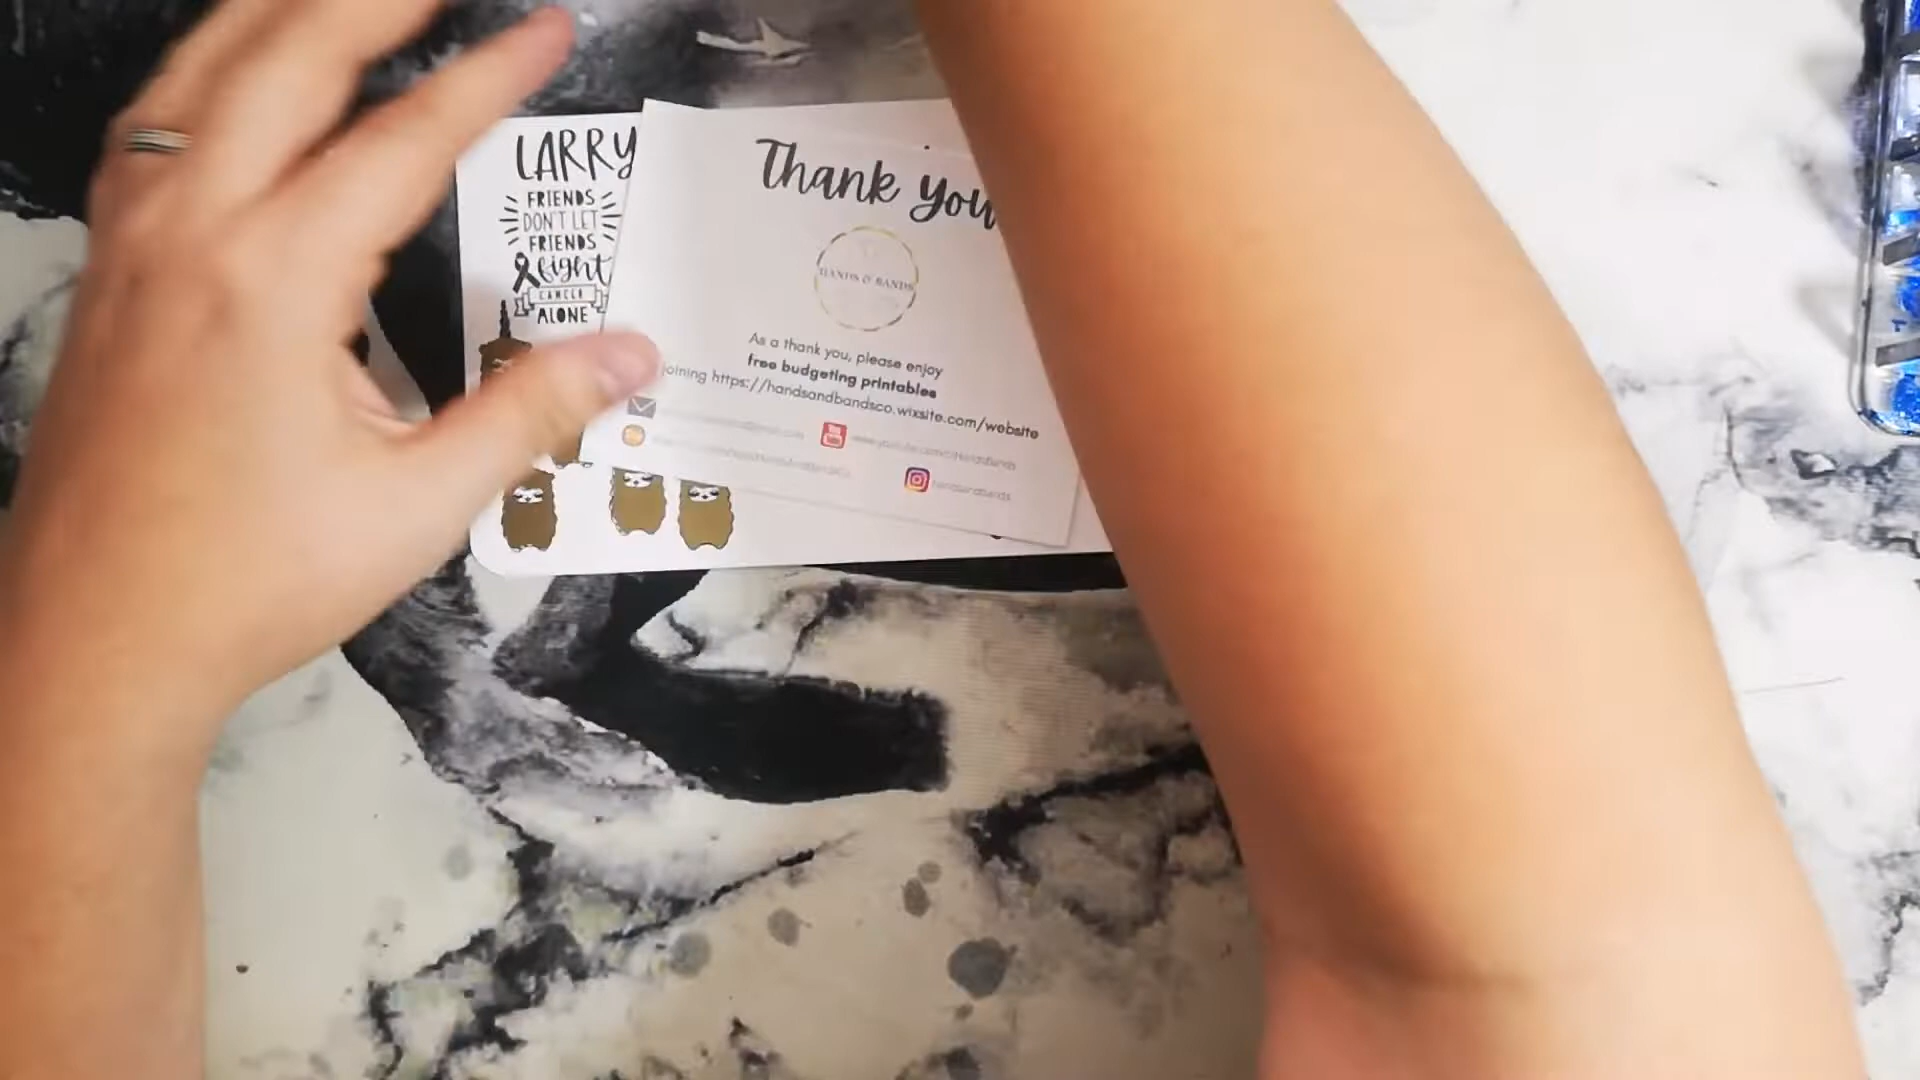 LARRY
FRIENDS
DON'T LET
FRIENDS
fight
CANCER
ALONE
Thank you
HANDS & BANDS
As a thank you, please enjoy
free budgeting printables
joining https://handsandbandsco.wixsite.com/website
handsandbands